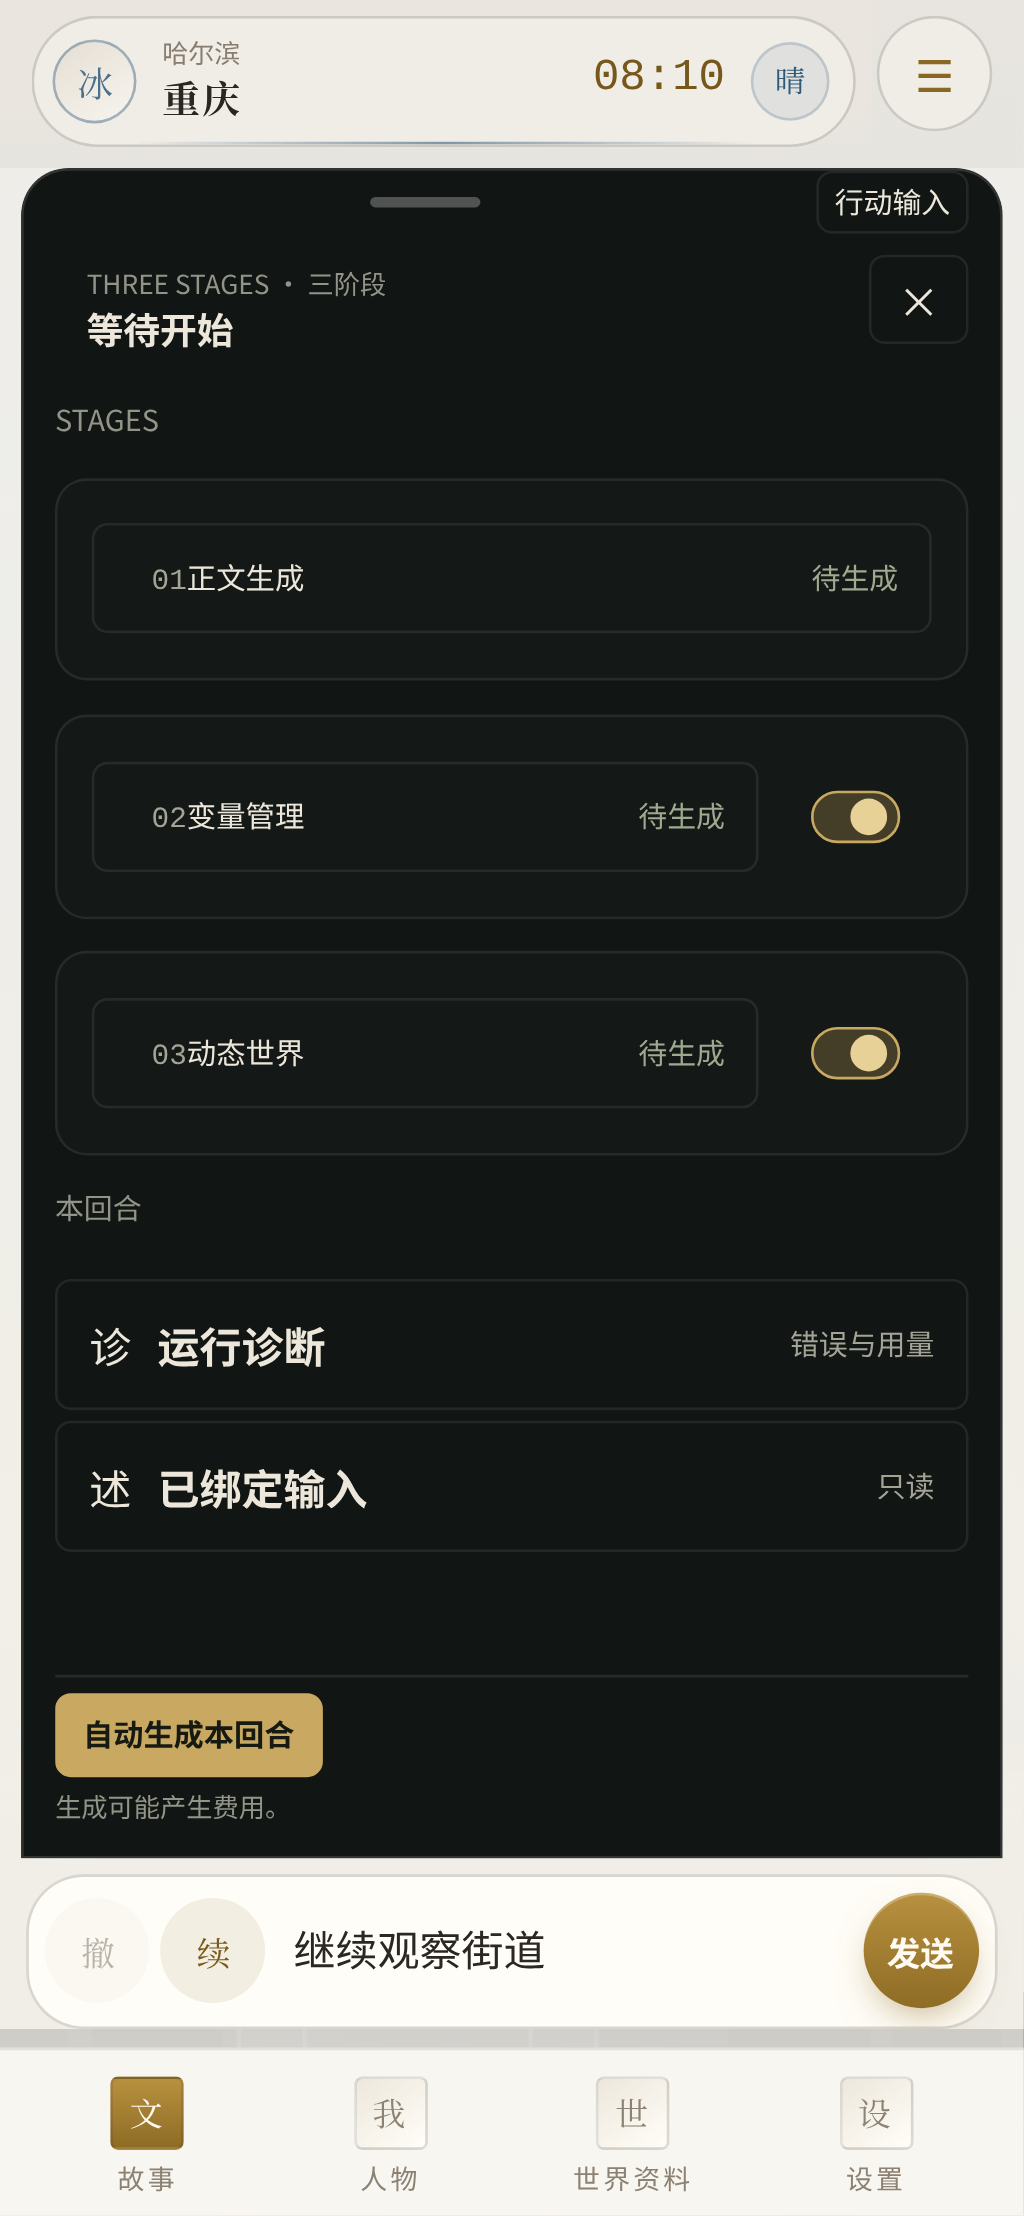 冰
哈尔滨
重庆
08:10
晴
行动输入
THREE STAGES · 三阶段
等待开始
STAGES
01正文生成
待生成
02变量管理
待生成
03动态世界
待生成
本回合
诊 运行诊断
错误与用量
述 已绑定输入
只读
自动生成本回合
生成可能产生费用。
撤
续
继续观察街道
发送
文
我
世
设
故事
人物
世界资料
设置